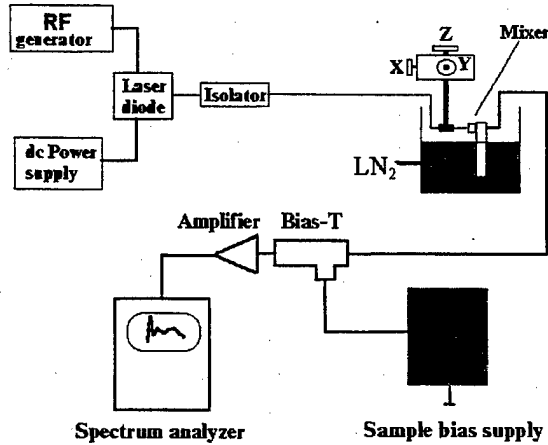 RF
generator
Laser
diode
Isolator
dc Power
supply
Z
X
Y
Mixer
LN2
Amplifier
Bias-T
Spectrum analyzer
Sample bias supply